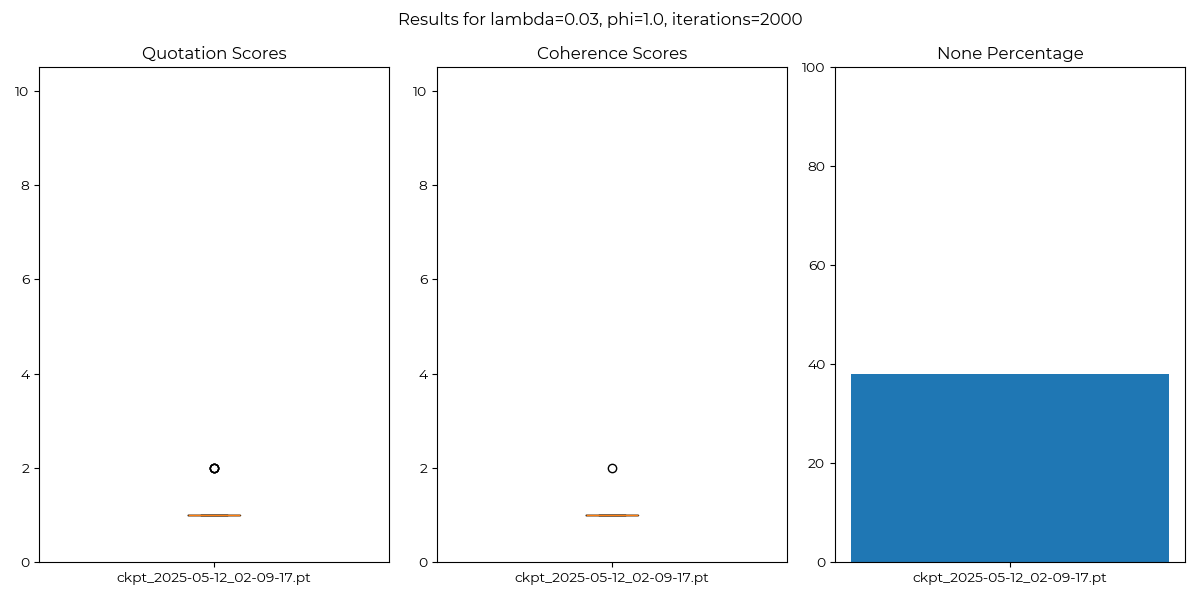 Results for lambda=0.03, phi=1.0, iterations=2000
Quotation Scores
10
8
6
4
2
0
ckpt_2025-05-12_02-09-17.pt
Coherence Scores
10
8
6
4
2
0
ckpt_2025-05-12_02-09-17.pt
None Percentage
100
80
60
40
20
0
ckpt_2025-05-12_02-09-17.pt